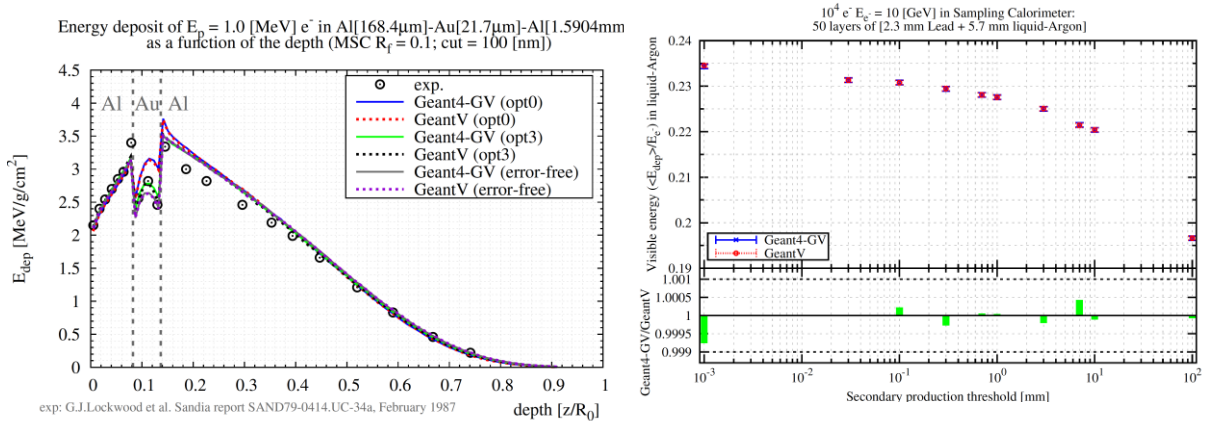 Energy deposit of Ep = 1.0 [MeV] e- in Al[168.4μm]-Au[21.7μm]-Al[1.5904mm
as a function of the depth (MSC Rf = 0.1; cut = 100 [nm])
4.5
4
3.5
3
2.5
2
1.5
1
0.5
0
Edep [MeV/g/cm2]
Al
Au
Al
exp.
Geant4-GV (opt0)
GeantV (opt0)
Geant4-GV (opt3)
GeantV (opt3)
Geant4-GV (error-free)
GeantV (error-free)
0 0.1 0.2 0.3 0.4 0.5 0.6 0.7 0.8 0.9 1
depth [z/R0]
exp: G.J.Lockwood et al. Sandia report SAND79-0414.UC-34a, February 1987
10^4 e- Ee- = 10 [GeV] in Sampling Calorimeter:
50 layers of [2.3 mm Lead + 5.7 mm liquid-Argon]
Visible energy (<Edep>/Ee-) in liquid-Argon
0.24
0.23
0.22
0.21
0.2
0.19
Geant4-GV
GeantV
Geant4-GV/GeantV
1.001
1.0005
1
0.9995
0.999
10^-3 10^-2 10^-1 10^0 10^1 10^2
Secondary production threshold [mm]